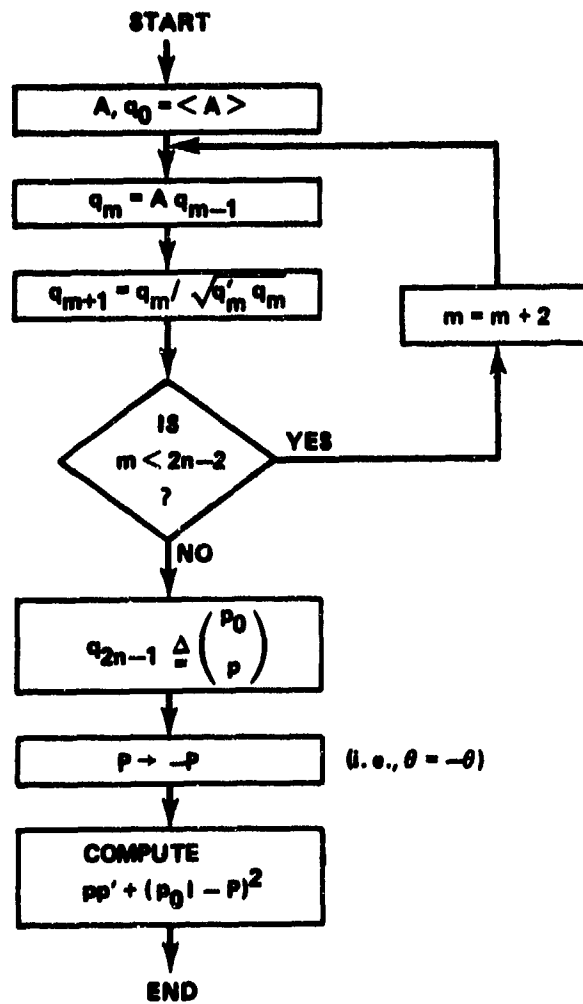 START
A, q₀ = < A >
qₘ = A qₘ₋₁
qₘ₊₁ = qₘ / √q′ₘ qₘ
m = m + 2
IS
m < 2n−2
?
YES
NO
q₂ₙ₋₁ ≜ (p₀
p)
P → −P (i. e., θ = −θ)
COMPUTE
pp′ + (p₀I − P)²
END